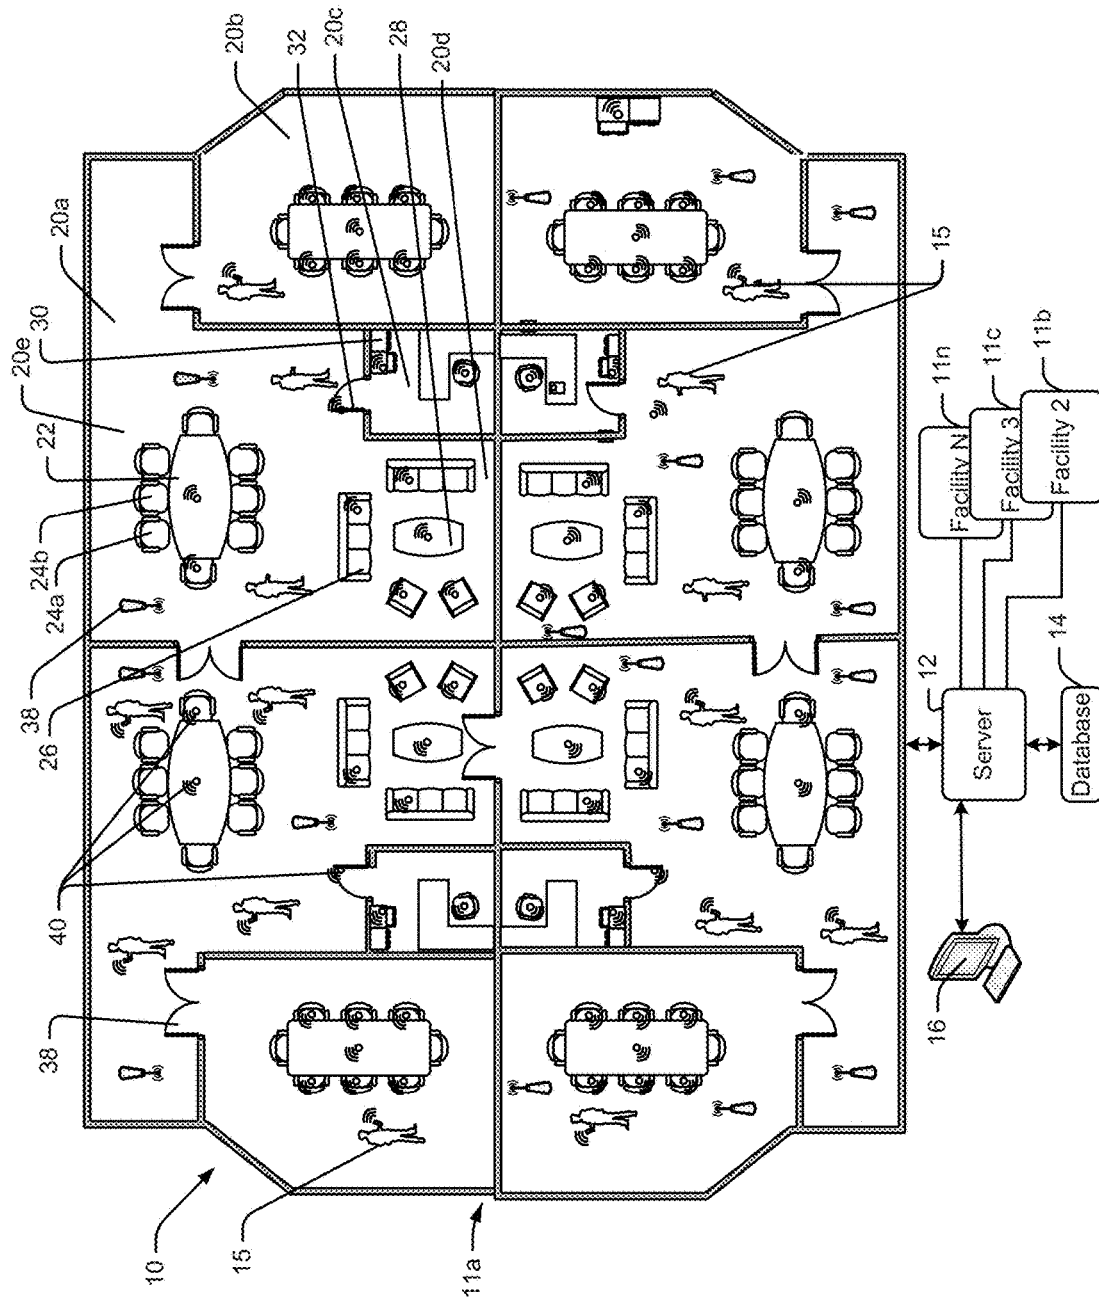 10
15
38
40
26
38
24a
24b
22
20e
30
20a
20b
32
20c
28
20d
11a
15
16
Server
12
Database
14
Facility N
11n
Facility 3
11c
Facility 2
11b